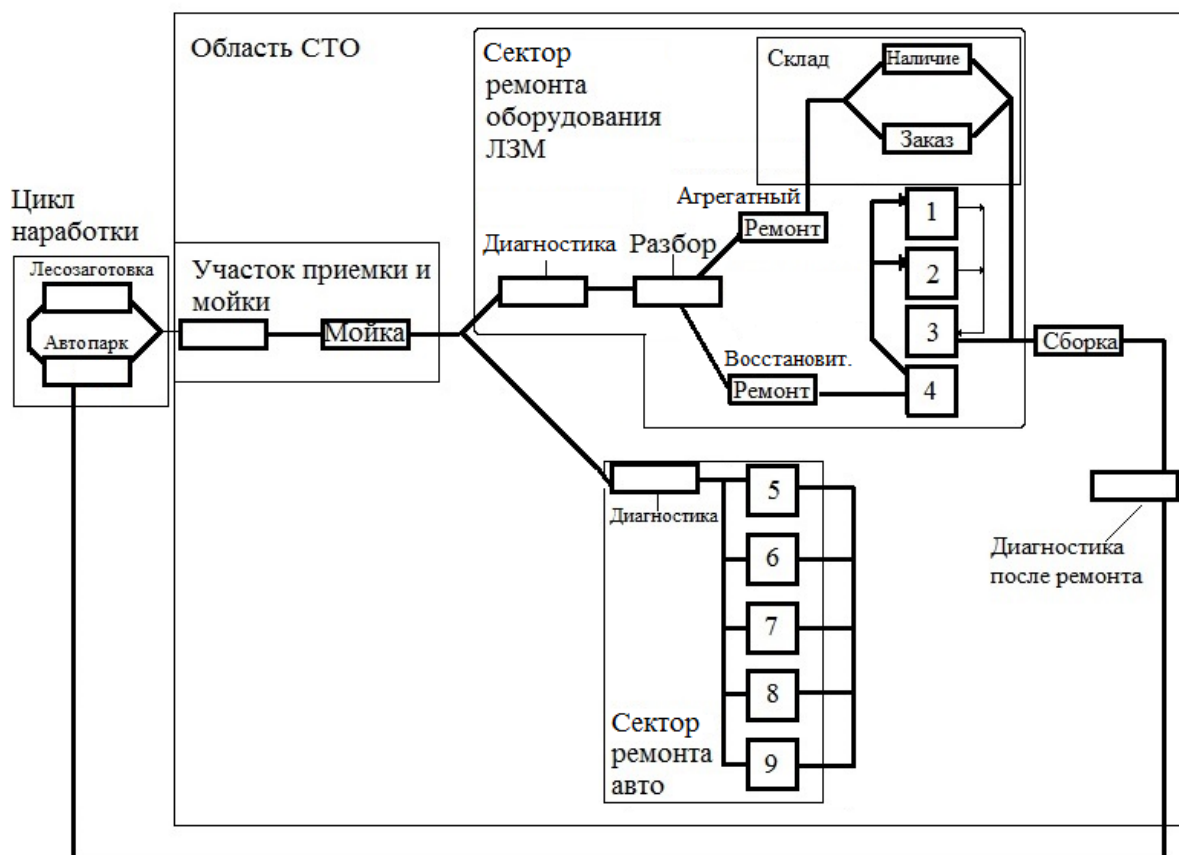 Область СТО
Сектор
ремонта
оборудования
ЛЗМ
Склад
Наличие
Заказ
Цикл
наработки
Лесозаготовка
Автопарк
Участок приемки и
мойки
Мойка
Диагностика
Разбор
Агрегатный
Ремонт
Восстановит.
Ремонт
1
2
3
4
Сборка
Диагностика
5
6
7
8
9
Сектор
ремонта
авто
Диагностика
после ремонта